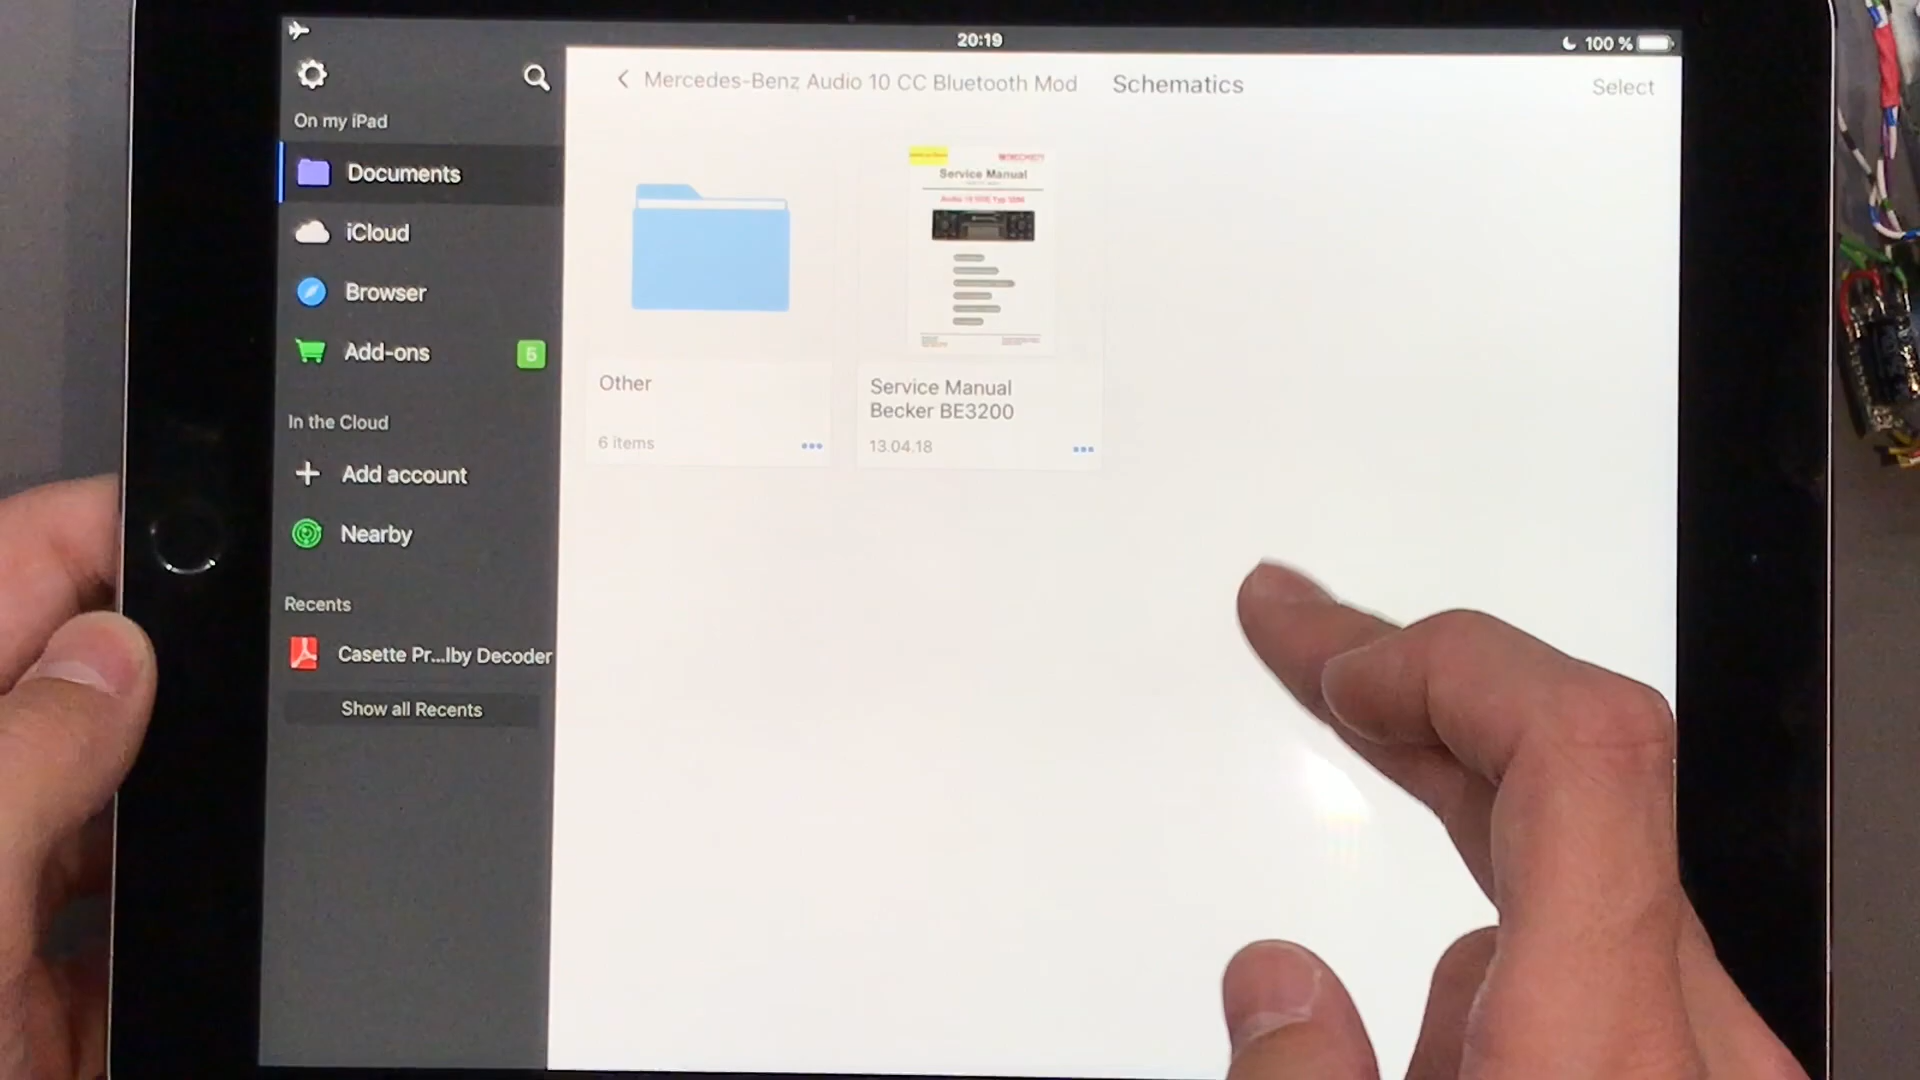 20:19
100 %
On my iPad
Documents
iCloud
Browser
Add-ons
5
In the Cloud
Add account
Nearby
Recents
Casette Pr...lby Decoder
Show all Recents
Mercedes-Benz Audio 10 CC Bluetooth Mod
Schematics
Select
Other
6 items
Service Manual
Service Manual
Becker BE3200
13.04.18